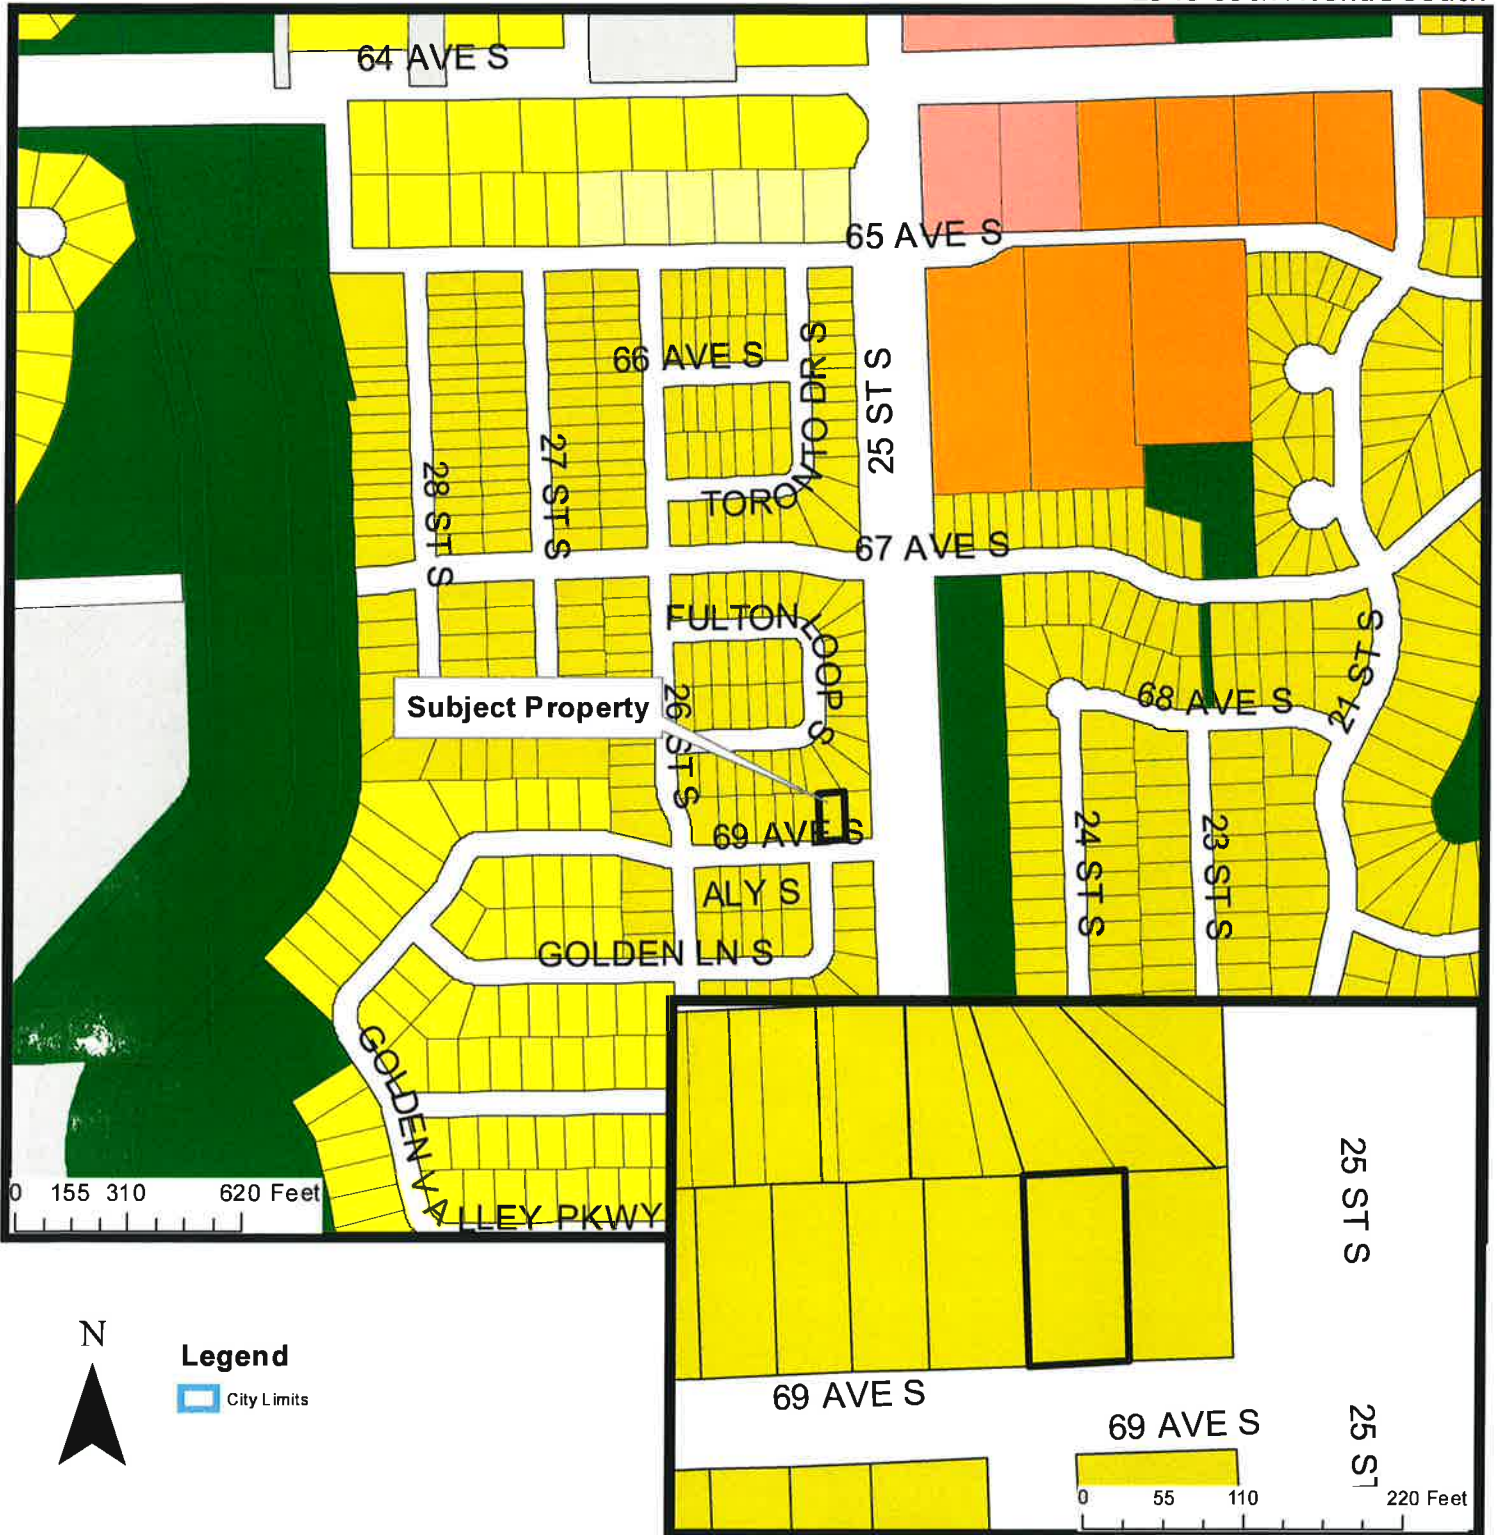 64 AVE S
65 AVE S
66 AVE S
TORONTO DR S
25 ST S
28 ST S
27 ST S
67 AVE S
FULTON LOOP S
26 ST S
Subject Property
68 AVE S
21 ST S
69 AVE S
24 ST S
23 ST S
ALY S
GOLDEN LN S
GOLDEN VALLEY PKWY
0 155 310 620 Feet
25 ST S
69 AVE S
69 AVE S
25 ST
0 55 110 220 Feet
N
Legend
City Limits